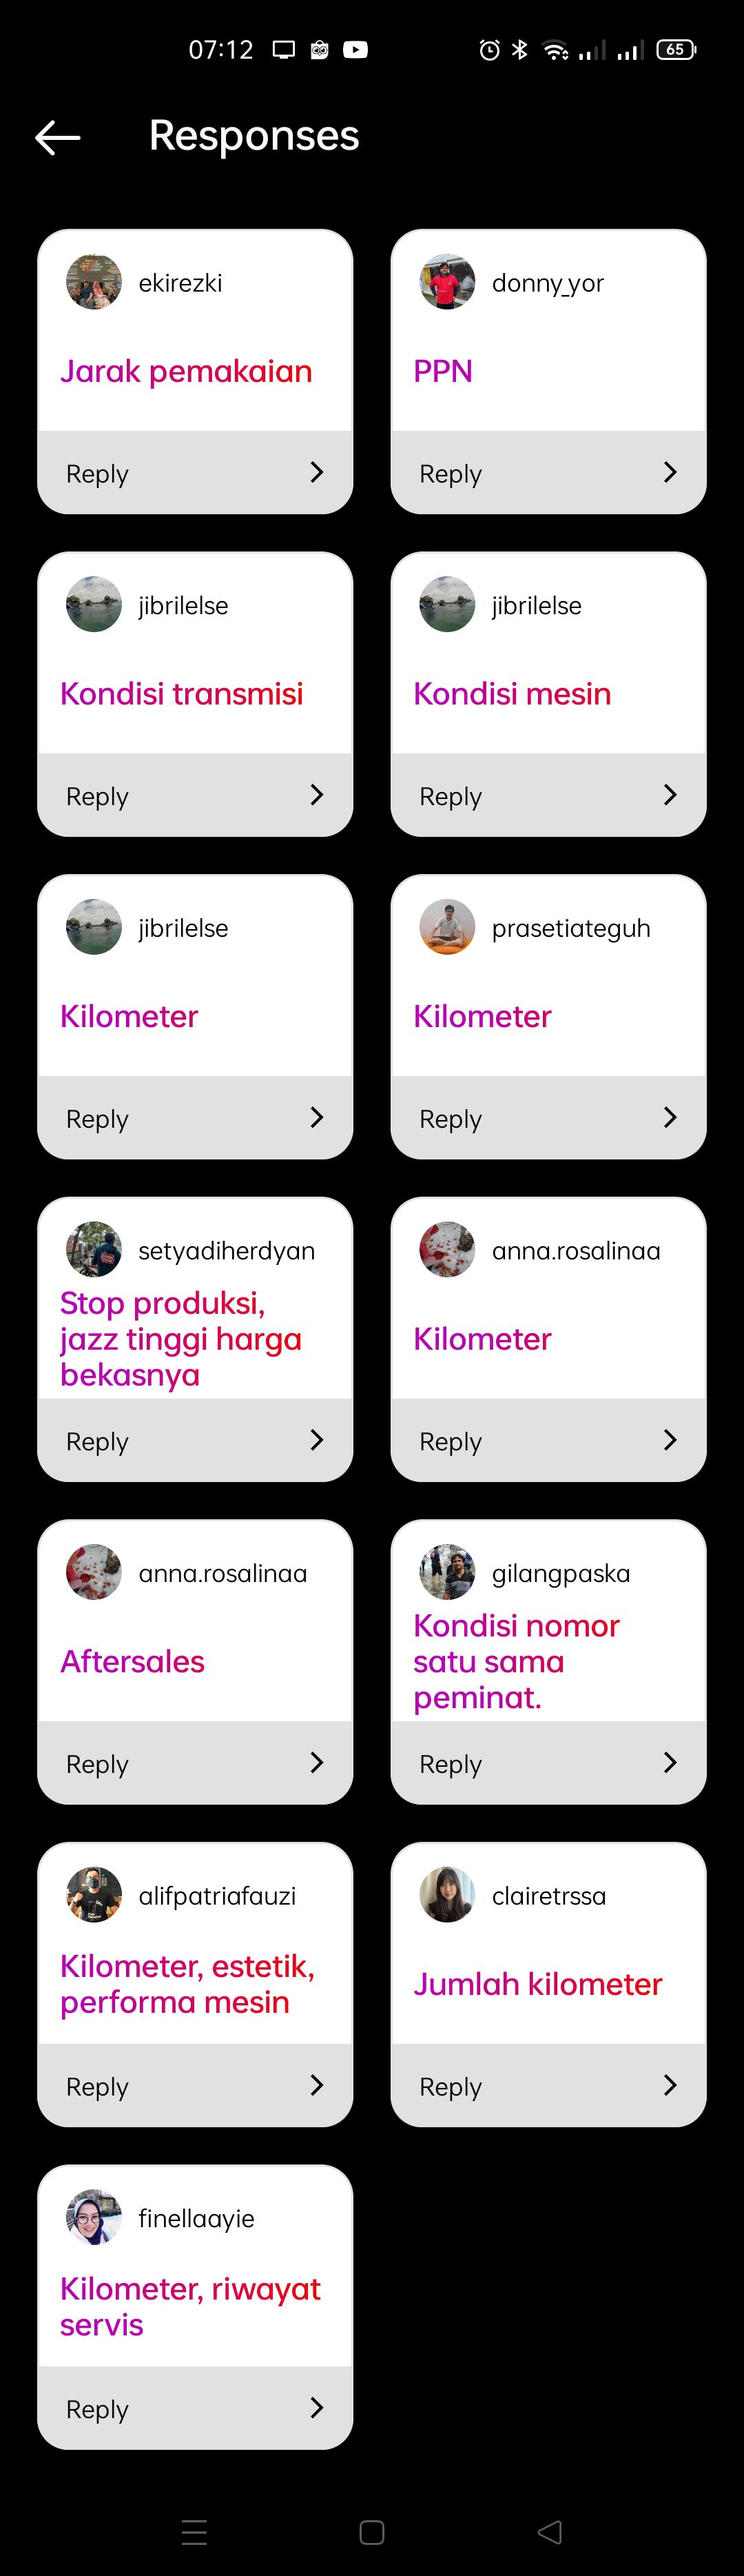 07:12
65
Responses
ekirezki
Jarak pemakaian
Reply
donny_yor
PPN
Reply
jibrilelse
Kondisi transmisi
Reply
jibrilelse
Kondisi mesin
Reply
jibrilelse
Kilometer
Reply
prasetiateguh
Kilometer
Reply
setyadiherdyan
Stop produksi,
jazz tinggi harga
bekasnya
Reply
anna.rosalinaa
Kilometer
Reply
anna.rosalinaa
Aftersales
Reply
gilangpaska
Kondisi nomor
satu sama
peminat.
Reply
alifpatriafauzi
Kilometer, estetik,
performa mesin
Reply
clairetrssa
Jumlah kilometer
Reply
finellaayie
Kilometer, riwayat
servis
Reply